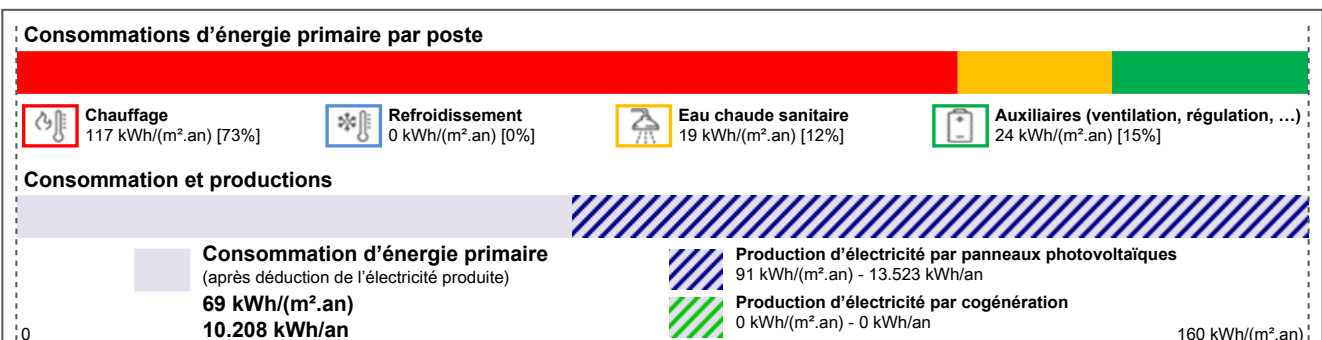 Consommations d’énergie primaire par poste
Chauffage
117 kWh/(m².an) [73%]
Refroidissement
0 kWh/(m².an) [0%]
Eau chaude sanitaire
19 kWh/(m².an) [12%]
Auxiliaires (ventilation, régulation, …)
24 kWh/(m².an) [15%]
Consommation et productions
Consommation d’énergie primaire
(après déduction de l’électricité produite)
69 kWh/(m².an)
10.208 kWh/an
Production d’électricité par panneaux photovoltaïques
91 kWh/(m².an) - 13.523 kWh/an
Production d’électricité par cogénération
0 kWh/(m².an) - 0 kWh/an
0
160 kWh/(m².an)